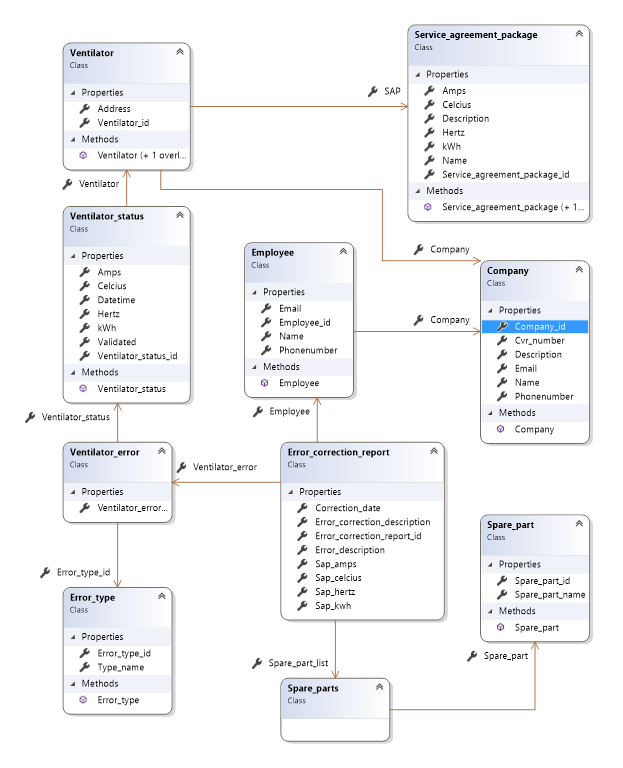 Ventilator
Class
Properties
Address
Ventilator_id
Methods
Ventilator (+ 1 overl...
SAP
Service_agreement_package
Class
Properties
Amps
Celcius
Description
Hertz
kWh
Name
Service_agreement_package_id
Methods
Service_agreement_package (+ 1...
Ventilator
Ventilator_status
Class
Properties
Amps
Celcius
Datetime
Hertz
kWh
Validated
Ventilator_status_id
Methods
Ventilator_status
Employee
Class
Properties
Email
Employee_id
Name
Phonenumber
Methods
Employee
Company
Company
Company
Class
Properties
Company_id
Cvr_number
Description
Email
Name
Phonenumber
Methods
Company
Ventilator_status
Employee
Ventilator_error
Class
Properties
Ventilator_error...
Ventilator_error
Error_correction_report
Class
Properties
Correction_date
Error_correction_description
Error_correction_report_id
Error_description
Sap_amps
Sap_celcius
Sap_hertz
Sap_kwh
Spare_part
Class
Properties
Spare_part_id
Spare_part_name
Methods
Spare_part
Error_type_id
Error_type
Class
Properties
Error_type_id
Type_name
Methods
Error_type
Spare_part_list
Spare_part
Spare_parts
Class